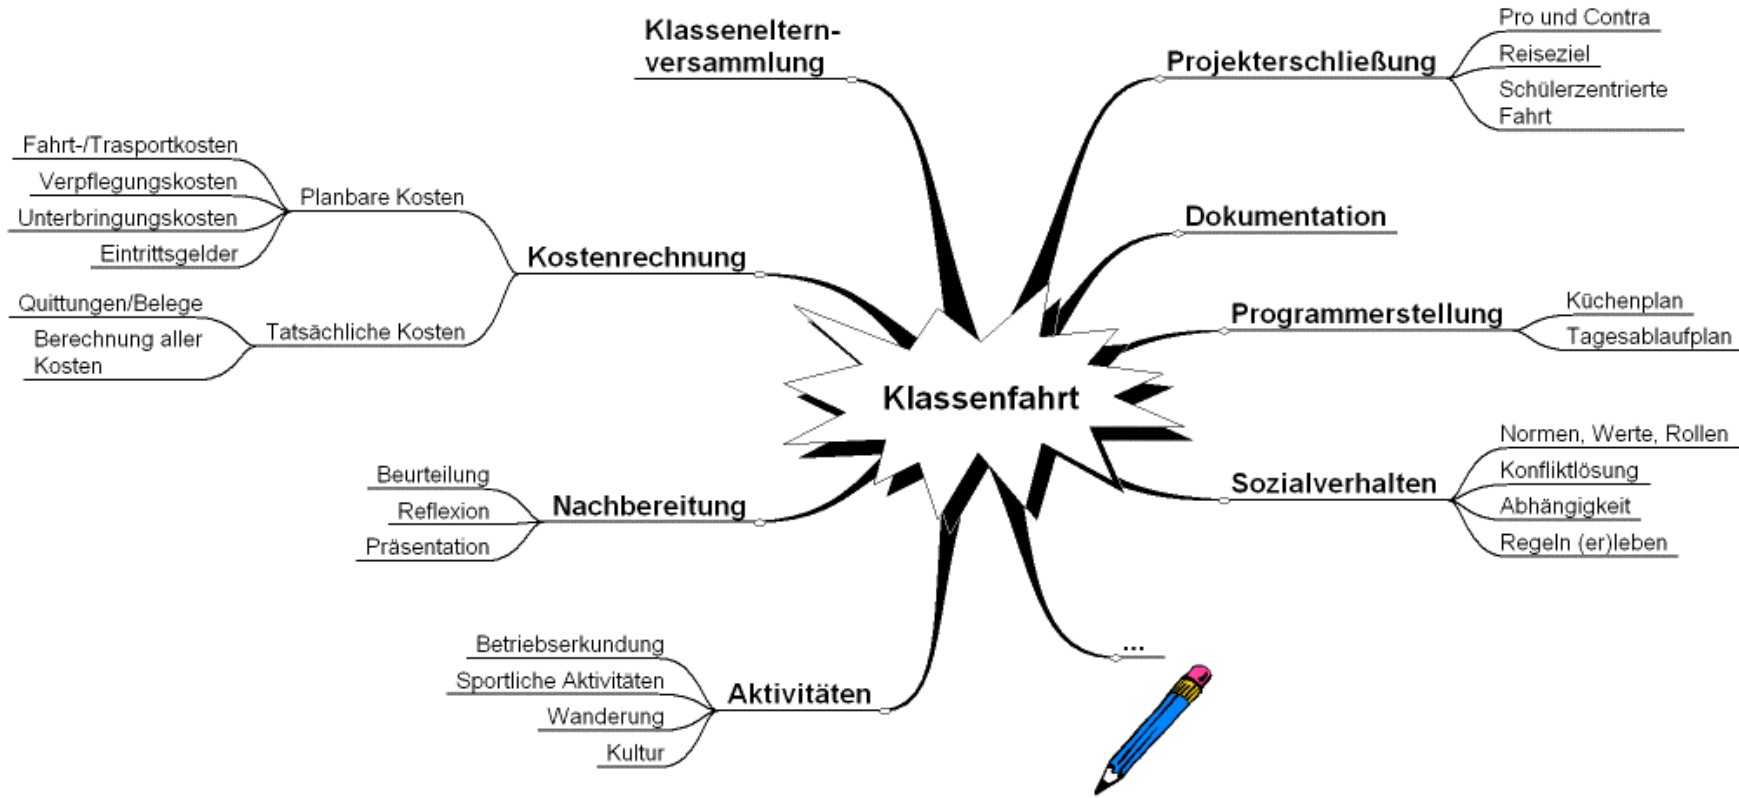 Klasseneltern-
versammlung
Projekterschließung
Pro und Contra
Reiseziel
Schülerzentrierte
Fahrt
Fahrt-/Trasportkosten
Verpflegungskosten
Unterbringungskosten
Eintrittsgelder
Planbare Kosten
Kostenrechnung
Quittungen/Belege
Berechnung aller
Kosten
Tatsächliche Kosten
Dokumentation
Programmerstellung
Küchenplan
Tagesablaufplan
Klassenfahrt
Sozialverhalten
Normen, Werte, Rollen
Konfliktlösung
Abhängigkeit
Regeln (er)leben
Beurteilung
Reflexion
Präsentation
Nachbereitung
Betriebserkundung
Sportliche Aktivitäten
Wanderung
Kultur
Aktivitäten
...